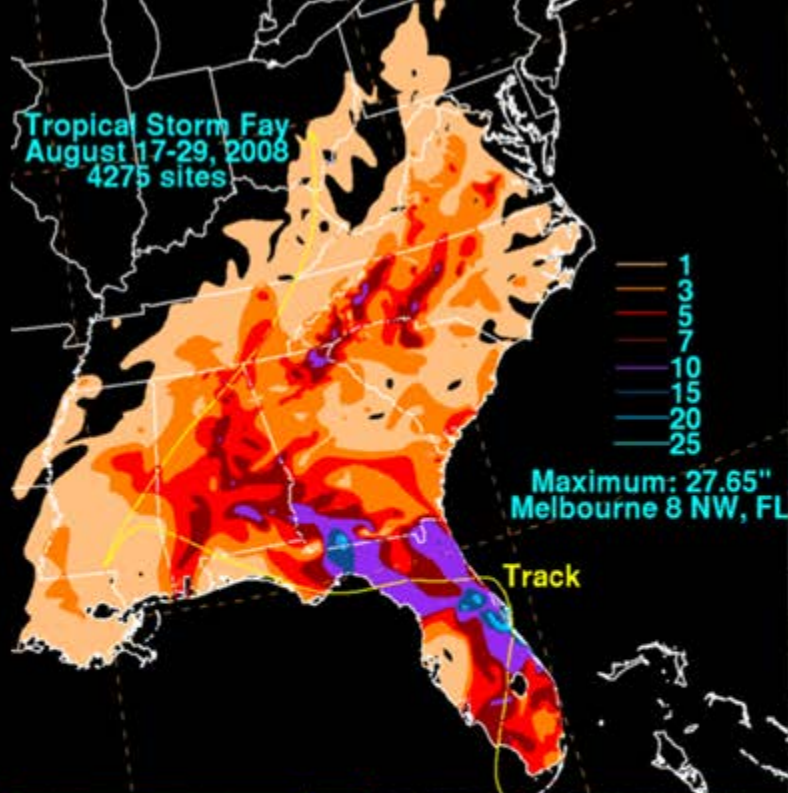 Tropical Storm Fay
August 17-29, 2008
4275 sites
1
3
5
7
10
15
20
25
Maximum: 27.65"
Melbourne 8 NW, FL
Track